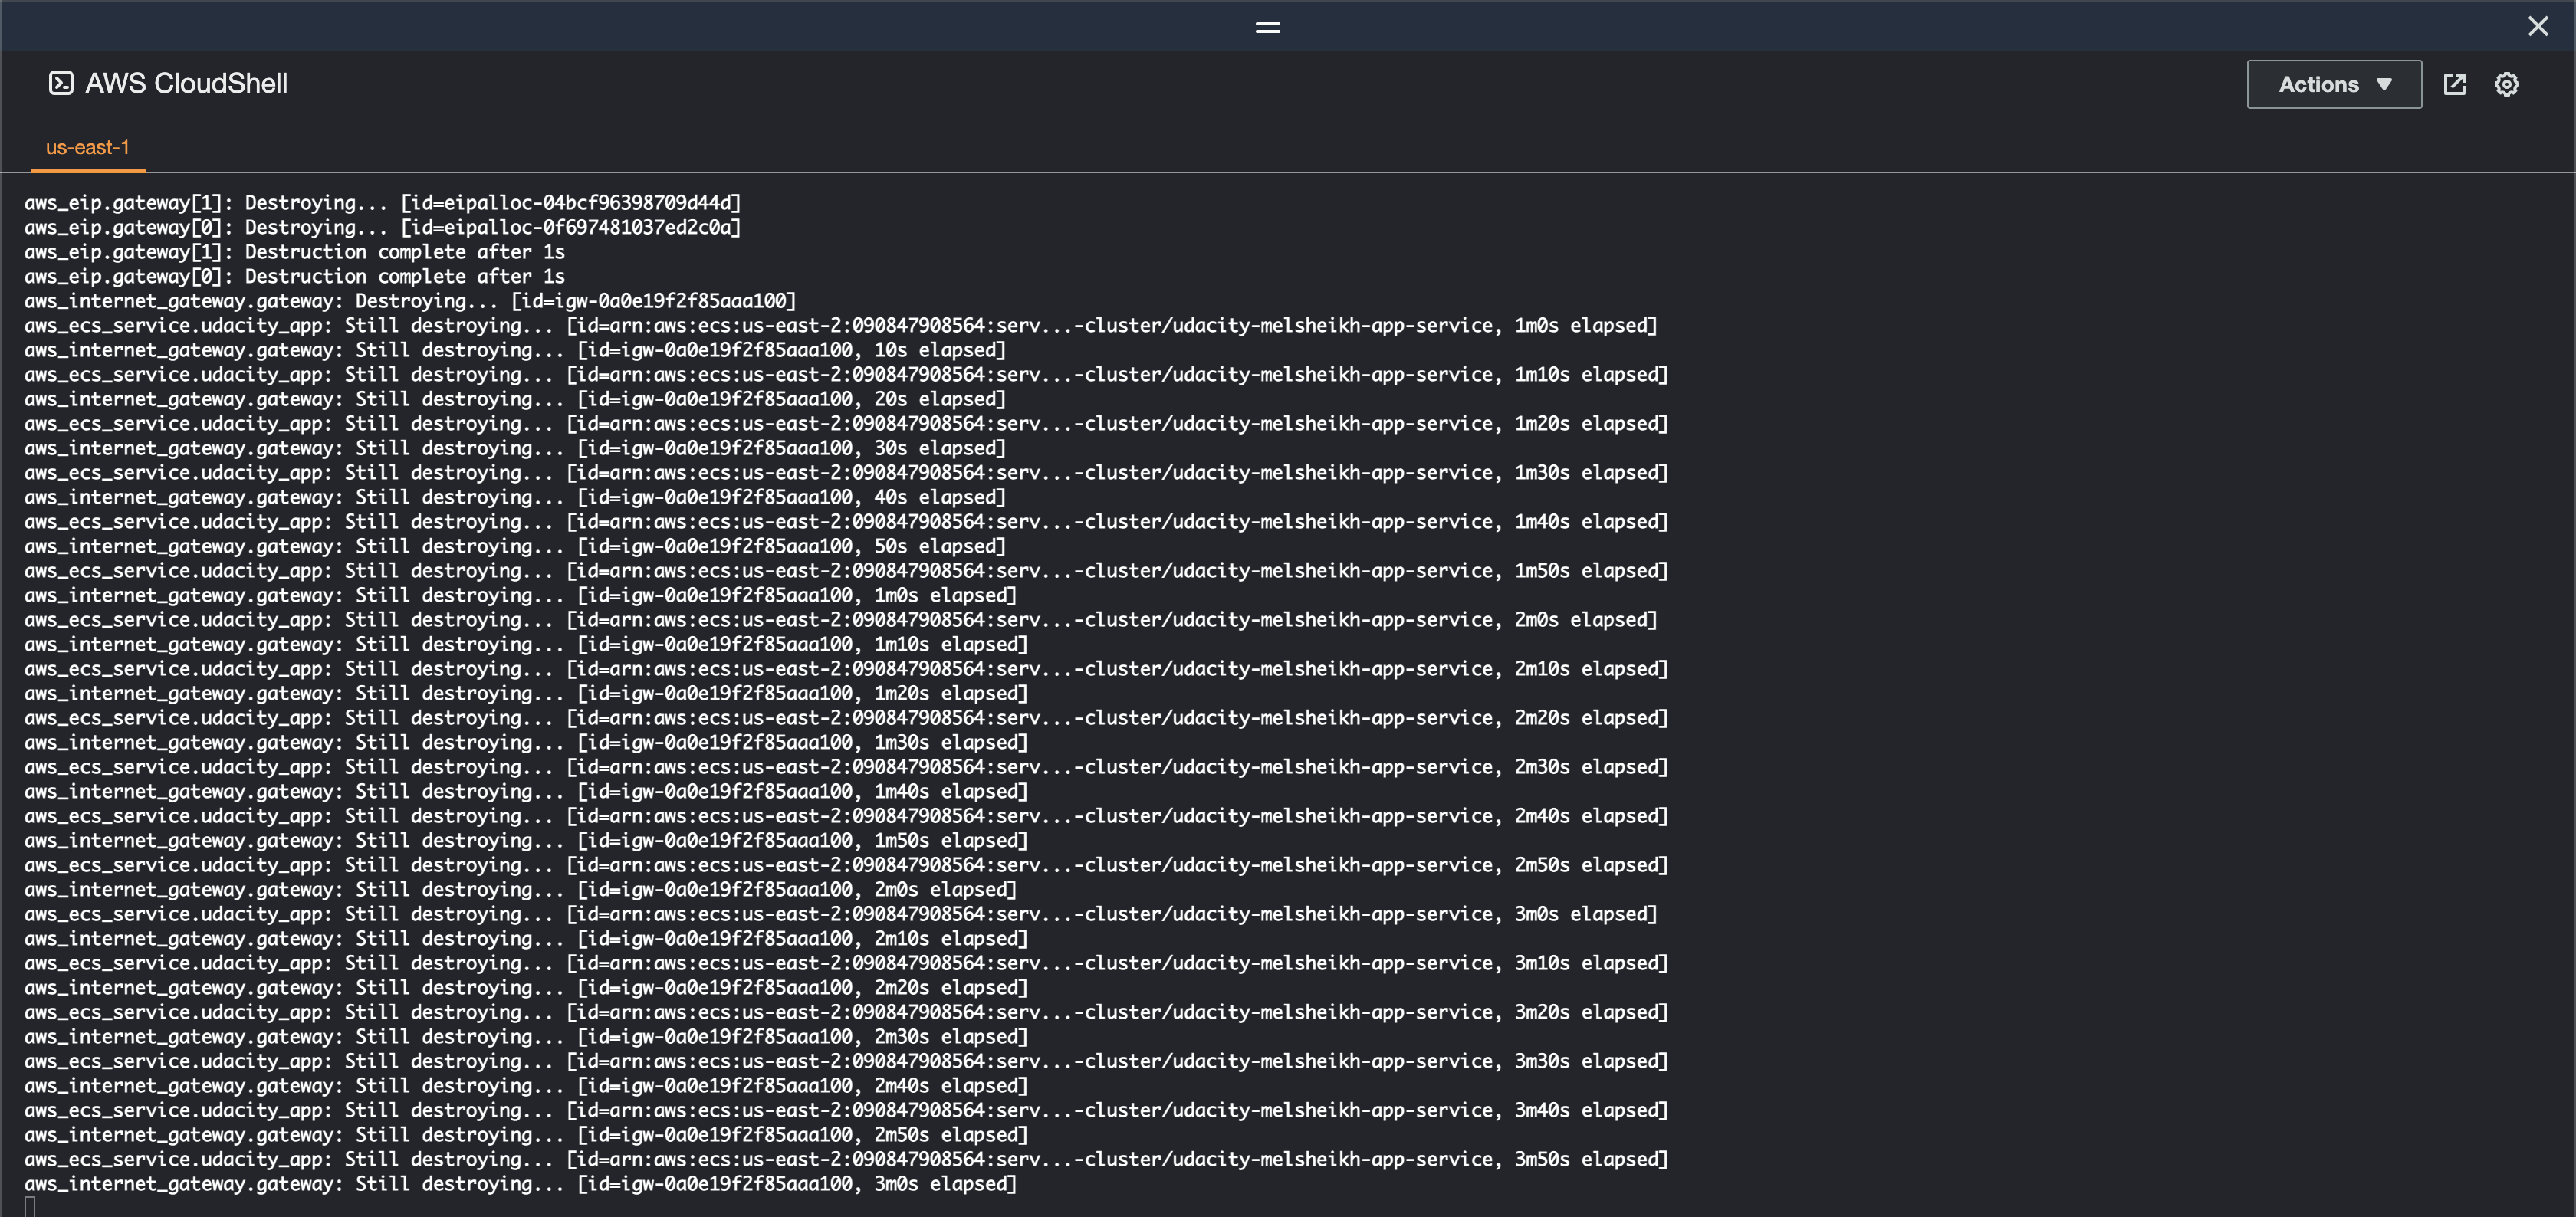 AWS CloudShell
Actions
us-east-1
aws_eip.gateway[1]: Destroying... [id=eipalloc-04bcf96398709d44d]
aws_eip.gateway[0]: Destroying... [id=eipalloc-0f697481037ed2c0a]
aws_eip.gateway[1]: Destruction complete after 1s
aws_eip.gateway[0]: Destruction complete after 1s
aws_internet_gateway.gateway: Destroying... [id=igw-0a0e19f2f85aaa100]
aws_ecs_service.udacity_app: Still destroying... [id=arn:aws:ecs:us-east-2:090847908564:serv...-cluster/udacity-melsheikh-app-service, 1m0s elapsed]
aws_internet_gateway.gateway: Still destroying... [id=igw-0a0e19f2f85aaa100, 10s elapsed]
aws_ecs_service.udacity_app: Still destroying... [id=arn:aws:ecs:us-east-2:090847908564:serv...-cluster/udacity-melsheikh-app-service, 1m10s elapsed]
aws_internet_gateway.gateway: Still destroying... [id=igw-0a0e19f2f85aaa100, 20s elapsed]
aws_ecs_service.udacity_app: Still destroying... [id=arn:aws:ecs:us-east-2:090847908564:serv...-cluster/udacity-melsheikh-app-service, 1m20s elapsed]
aws_internet_gateway.gateway: Still destroying... [id=igw-0a0e19f2f85aaa100, 30s elapsed]
aws_ecs_service.udacity_app: Still destroying... [id=arn:aws:ecs:us-east-2:090847908564:serv...-cluster/udacity-melsheikh-app-service, 1m30s elapsed]
aws_internet_gateway.gateway: Still destroying... [id=igw-0a0e19f2f85aaa100, 40s elapsed]
aws_ecs_service.udacity_app: Still destroying... [id=arn:aws:ecs:us-east-2:090847908564:serv...-cluster/udacity-melsheikh-app-service, 1m40s elapsed]
aws_internet_gateway.gateway: Still destroying... [id=igw-0a0e19f2f85aaa100, 50s elapsed]
aws_ecs_service.udacity_app: Still destroying... [id=arn:aws:ecs:us-east-2:090847908564:serv...-cluster/udacity-melsheikh-app-service, 1m50s elapsed]
aws_internet_gateway.gateway: Still destroying... [id=igw-0a0e19f2f85aaa100, 1m0s elapsed]
aws_ecs_service.udacity_app: Still destroying... [id=arn:aws:ecs:us-east-2:090847908564:serv...-cluster/udacity-melsheikh-app-service, 2m0s elapsed]
aws_internet_gateway.gateway: Still destroying... [id=igw-0a0e19f2f85aaa100, 1m10s elapsed]
aws_ecs_service.udacity_app: Still destroying... [id=arn:aws:ecs:us-east-2:090847908564:serv...-cluster/udacity-melsheikh-app-service, 2m10s elapsed]
aws_internet_gateway.gateway: Still destroying... [id=igw-0a0e19f2f85aaa100, 1m20s elapsed]
aws_ecs_service.udacity_app: Still destroying... [id=arn:aws:ecs:us-east-2:090847908564:serv...-cluster/udacity-melsheikh-app-service, 2m20s elapsed]
aws_internet_gateway.gateway: Still destroying... [id=igw-0a0e19f2f85aaa100, 1m30s elapsed]
aws_ecs_service.udacity_app: Still destroying... [id=arn:aws:ecs:us-east-2:090847908564:serv...-cluster/udacity-melsheikh-app-service, 2m30s elapsed]
aws_internet_gateway.gateway: Still destroying... [id=igw-0a0e19f2f85aaa100, 1m40s elapsed]
aws_ecs_service.udacity_app: Still destroying... [id=arn:aws:ecs:us-east-2:090847908564:serv...-cluster/udacity-melsheikh-app-service, 2m40s elapsed]
aws_internet_gateway.gateway: Still destroying... [id=igw-0a0e19f2f85aaa100, 1m50s elapsed]
aws_ecs_service.udacity_app: Still destroying... [id=arn:aws:ecs:us-east-2:090847908564:serv...-cluster/udacity-melsheikh-app-service, 2m50s elapsed]
aws_internet_gateway.gateway: Still destroying... [id=igw-0a0e19f2f85aaa100, 2m0s elapsed]
aws_ecs_service.udacity_app: Still destroying... [id=arn:aws:ecs:us-east-2:090847908564:serv...-cluster/udacity-melsheikh-app-service, 3m0s elapsed]
aws_internet_gateway.gateway: Still destroying... [id=igw-0a0e19f2f85aaa100, 2m10s elapsed]
aws_ecs_service.udacity_app: Still destroying... [id=arn:aws:ecs:us-east-2:090847908564:serv...-cluster/udacity-melsheikh-app-service, 3m10s elapsed]
aws_internet_gateway.gateway: Still destroying... [id=igw-0a0e19f2f85aaa100, 2m20s elapsed]
aws_ecs_service.udacity_app: Still destroying... [id=arn:aws:ecs:us-east-2:090847908564:serv...-cluster/udacity-melsheikh-app-service, 3m20s elapsed]
aws_internet_gateway.gateway: Still destroying... [id=igw-0a0e19f2f85aaa100, 2m30s elapsed]
aws_ecs_service.udacity_app: Still destroying... [id=arn:aws:ecs:us-east-2:090847908564:serv...-cluster/udacity-melsheikh-app-service, 3m30s elapsed]
aws_internet_gateway.gateway: Still destroying... [id=igw-0a0e19f2f85aaa100, 2m40s elapsed]
aws_ecs_service.udacity_app: Still destroying... [id=arn:aws:ecs:us-east-2:090847908564:serv...-cluster/udacity-melsheikh-app-service, 3m40s elapsed]
aws_internet_gateway.gateway: Still destroying... [id=igw-0a0e19f2f85aaa100, 2m50s elapsed]
aws_ecs_service.udacity_app: Still destroying... [id=arn:aws:ecs:us-east-2:090847908564:serv...-cluster/udacity-melsheikh-app-service, 3m50s elapsed]
aws_internet_gateway.gateway: Still destroying... [id=igw-0a0e19f2f85aaa100, 3m0s elapsed]